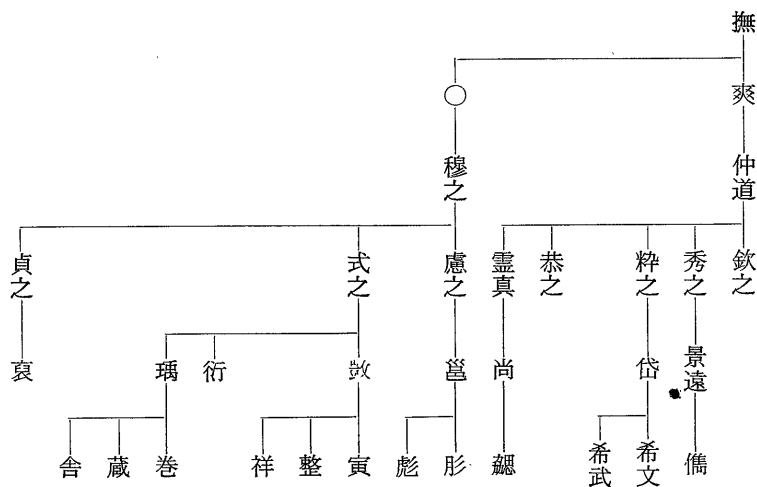 撫
爽
○
仲道
穆之
欽之
秀之
粋之
恭之
霊真
慮之
式之
貞之
景遠
岱
尚
邕
敳
衍
瑀
裒
儁
希文
希武
勰
肜
彪
寅
整
祥
巻
蔵
舎